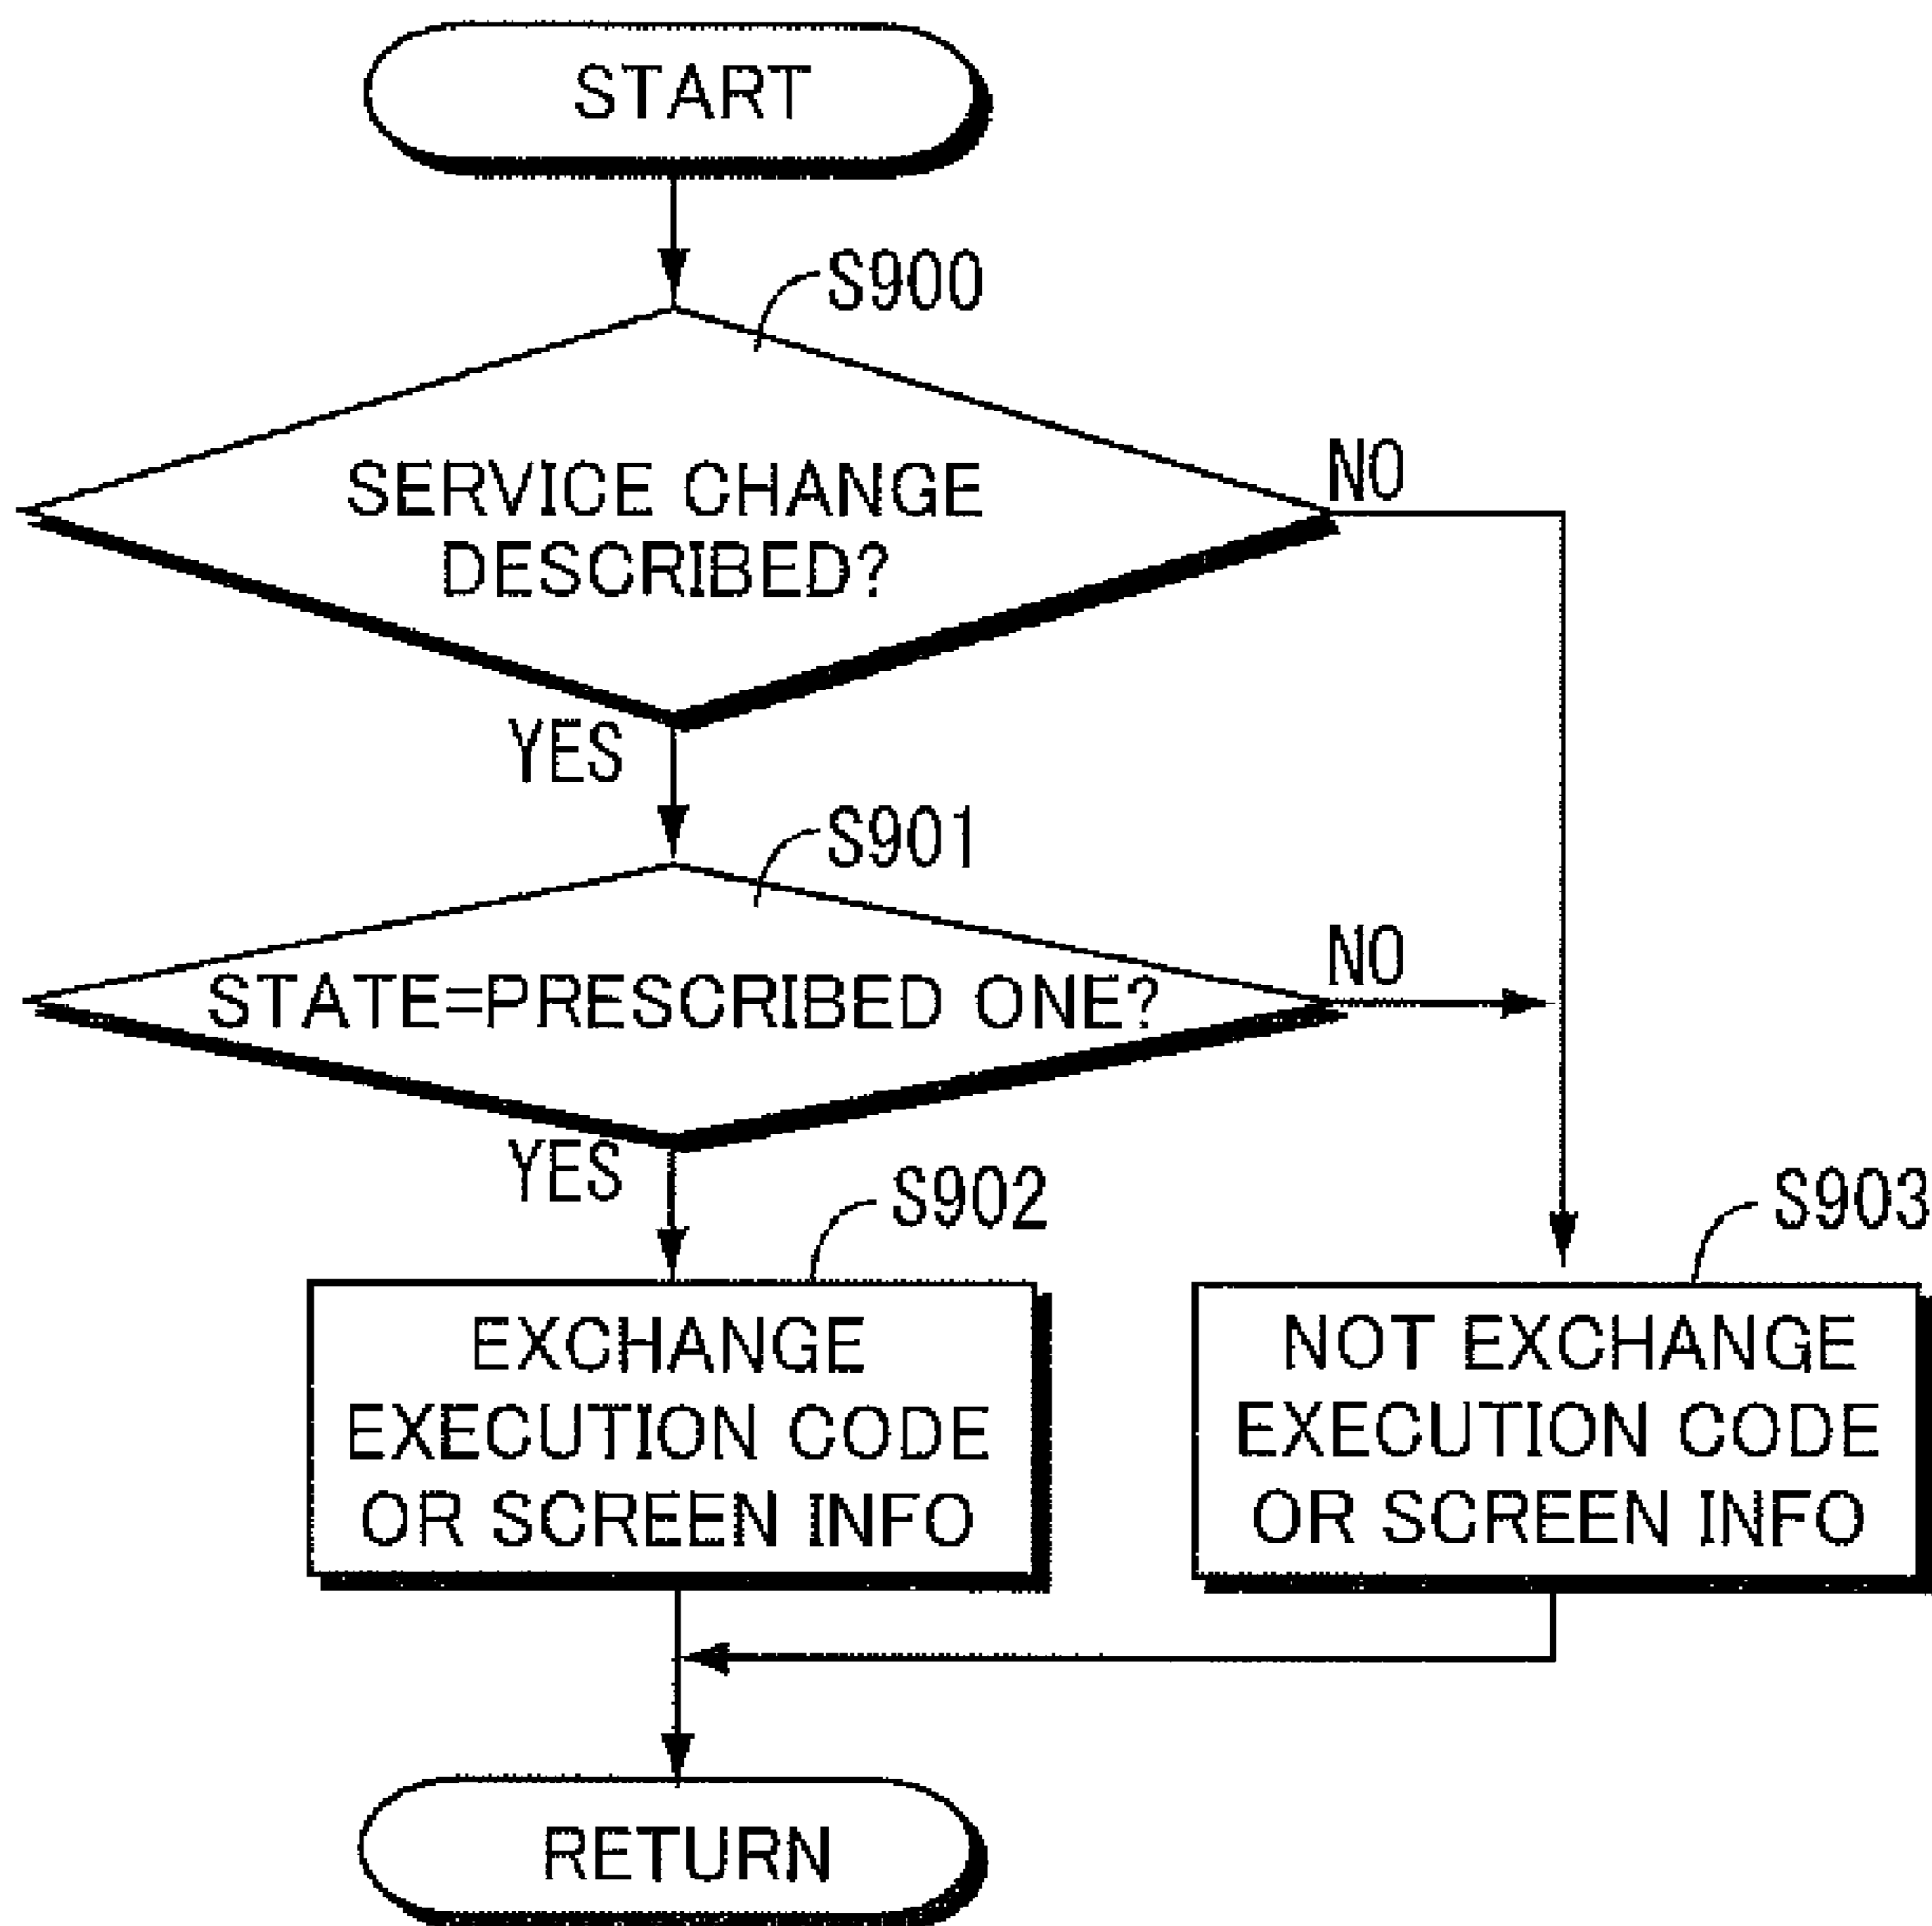 START
S900
SERVICE CHANGE
DESCRIBED?
NO
YES
S901
STATE=PRESCRIBED ONE?
NO
YES
S902
EXCHANGE
EXECUTION CODE
OR SCREEN INFO
S903
NOT EXCHANGE
EXECUTION CODE
OR SCREEN INFO
RETURN